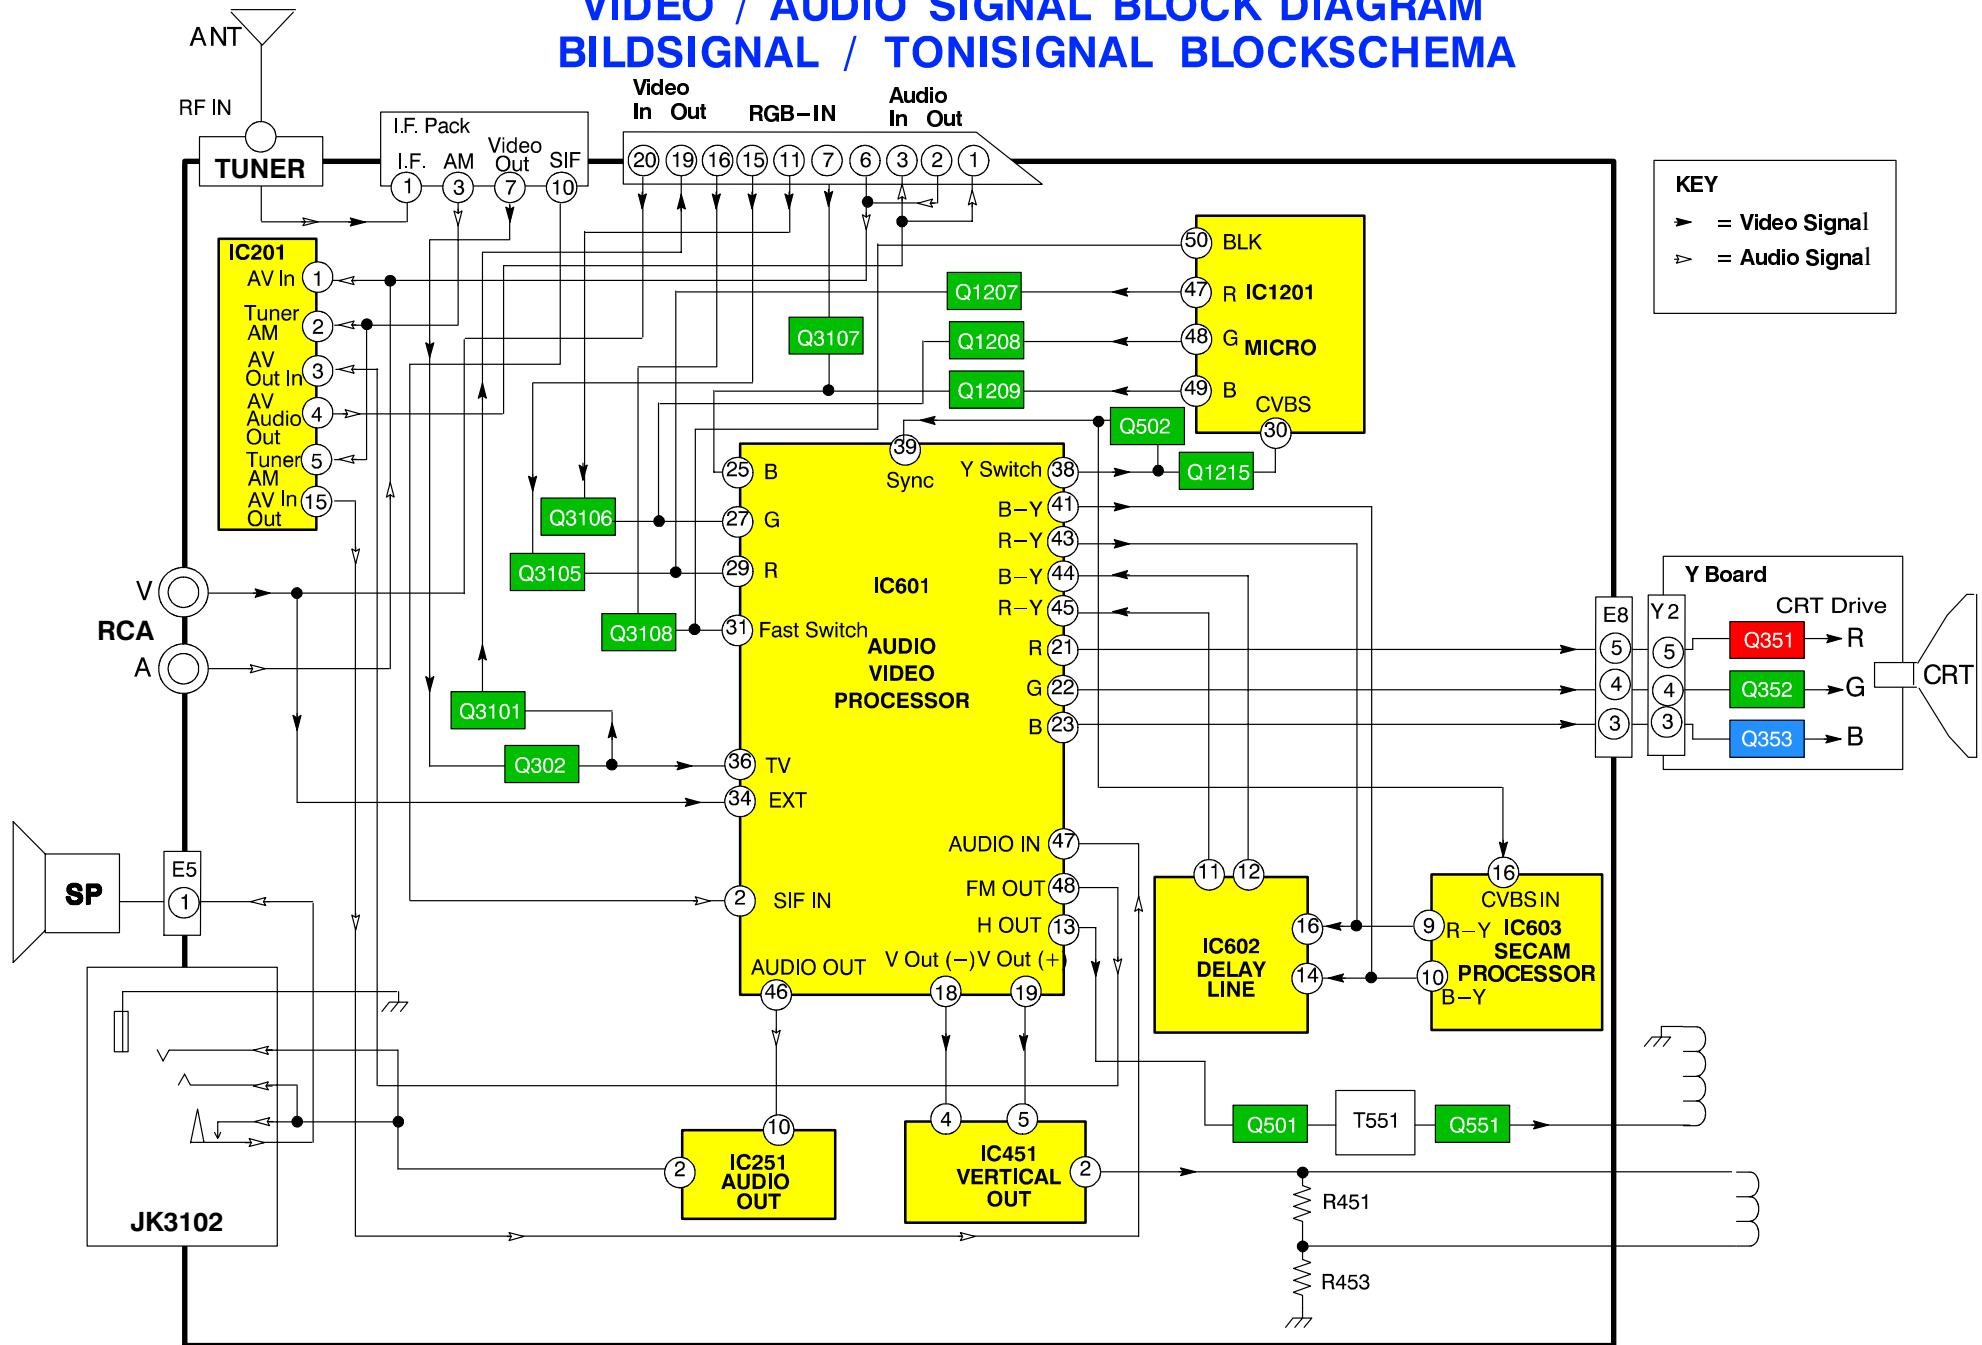 VIDEO / AUDIO SIGNAL BLOCK DIAGRAM
BILDSIGNAL / TONISIGNAL BLOCKSCHEMA
ANT
RF IN
TUNER
I.F. Pack
I.F.
AM
Video
Out
SIF
1
3
7
10
Video
In Out
RGB-IN
Audio
In Out
20
19
16
15
11
7
6
3
2
1
KEY
= Video Signal
= Audio Signal
IC201
AV In
1
Tuner
AM
2
AV
Out In
3
AV
Audio
Out
4
Tuner
AM
5
AV In
Out
15
50
BLK
47
R
IC1201
48
G
MICRO
49
B
CVBS
30
Q1207
Q1208
Q1209
Q3107
Q502
Q1215
Q3106
Q3105
Q3108
Q3101
Q302
V
RCA
A
39
Sync
25
B
27
G
29
R
31
Fast Switch
36
TV
34
EXT
2
SIF IN
IC601
AUDIO
VIDEO
PROCESSOR
Y Switch
38
B-Y
41
R-Y
43
B-Y
44
R-Y
45
R
21
G
22
B
23
AUDIO IN
47
FM OUT
48
H OUT
13
V Out (-)
V Out (+)
AUDIO OUT
46
18
19
E8
5
4
3
Y2
5
4
3
Y Board
CRT Drive
Q351
R
Q352
G
Q353
B
CRT
SP
E5
1
JK3102
11
12
16
14
IC602
DELAY
LINE
16
CVBS IN
9
R-Y
IC603
SECAM
PROCESSOR
10
B-Y
10
2
IC251
AUDIO
OUT
4
5
IC451
VERTICAL
OUT
2
Q501
T551
Q551
R451
R453